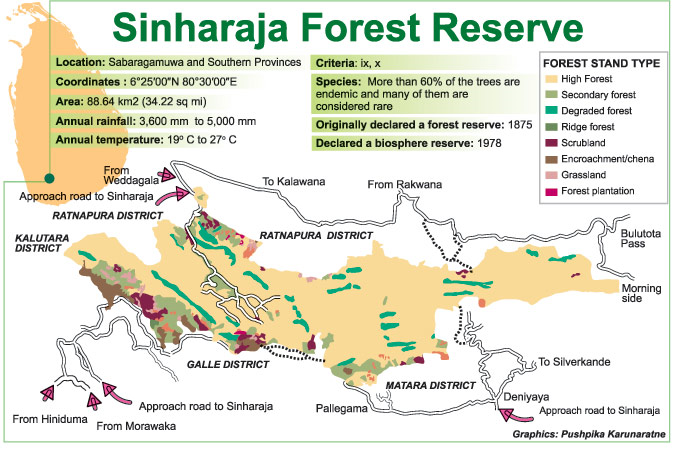 Sinharaja Forest Reserve
Location: Sabaragamuwa and Southern Provinces
Coordinates : 6°25'00"N 80°30'00"E
Area: 88.64 km2 (34.22 sq mi)
Annual rainfall: 3,600 mm to 5,000 mm
Annual temperature: 19º C to 27º C
Criteria: ix, x
Species: More than 60% of the trees are
endemic and many of them are
considered rare
Originally declared a forest reserve: 1875
Declared a biosphere reserve: 1978
FOREST STAND TYPE
High Forest
Secondary forest
Degraded forest
Ridge forest
Scrubland
Encroachment/chena
Grassland
Forest plantation
From
Weddagala
Approach road to Sinharaja
To Kalawana
From Rakwana
RATNAPURA DISTRICT
RATNAPURA DISTRICT
KALUTARA
DISTRICT
Bulutota
Pass
Morning
side
GALLE DISTRICT
MATARA DISTRICT
To Silverkande
Deniyaya
Pallegama
Approach road to Sinharaja
Approach road to Sinharaja
From Hiniduma
From Morawaka
Graphics: Pushpika Karunaratne